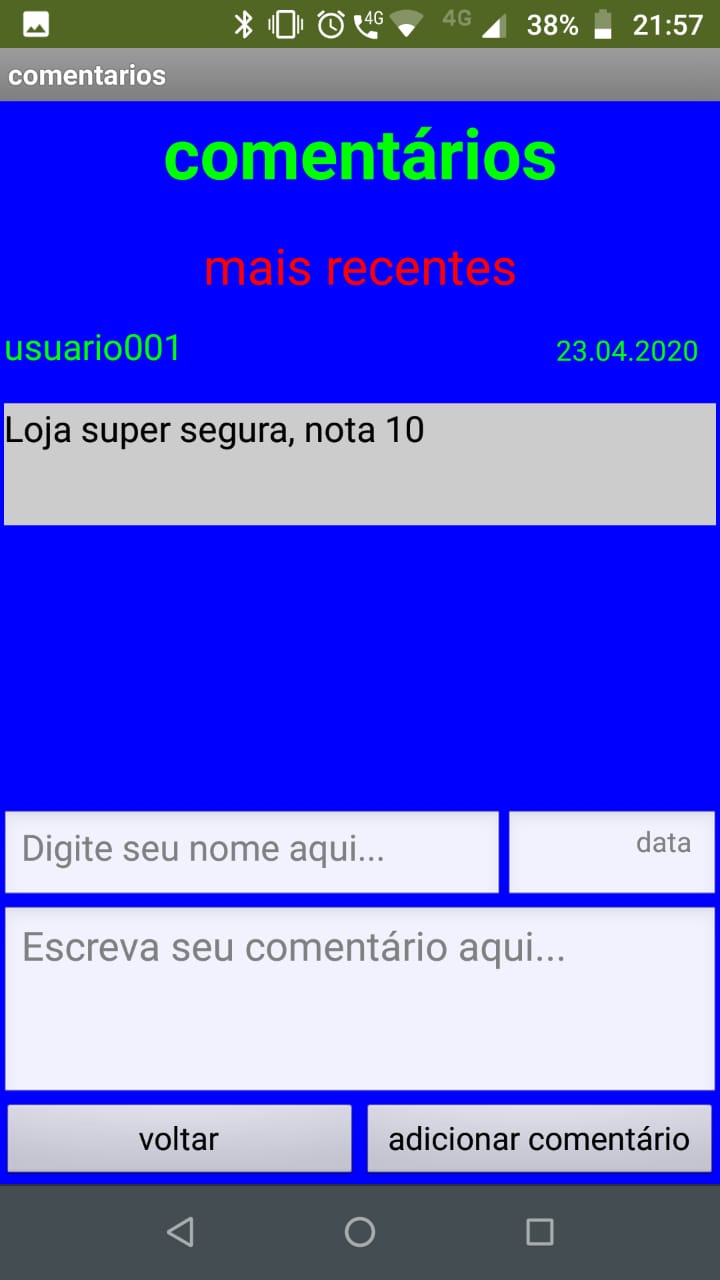 4G 4G 38% 21:57
comentarios
comentários
mais recentes
usuario001 23.04.2020
Loja super segura, nota 10
Digite seu nome aqui... data
Escreva seu comentário aqui...
voltar adicionar comentário